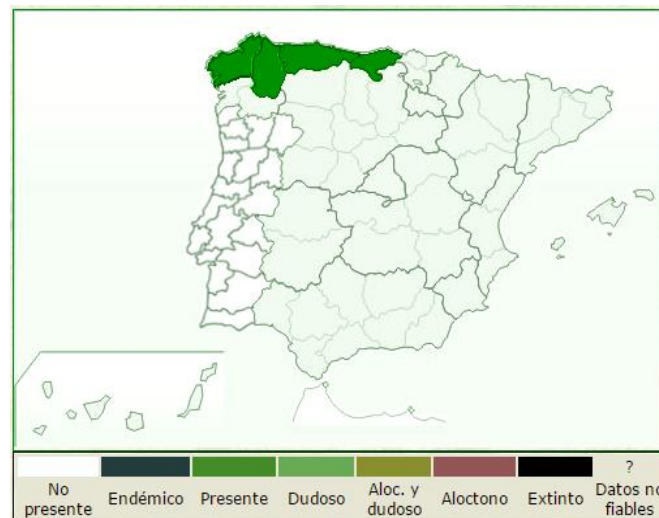 ?
No presente
Endémico
Presente
Dudoso
Aloc. y dudoso
Aloctono
Extinto
Datos no fiables